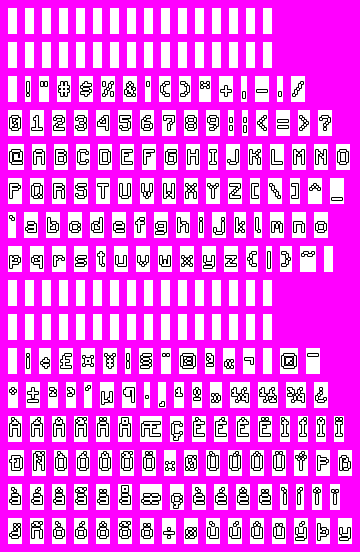 ! " # $ % & ' ( ) * + , - . /
0 1 2 3 4 5 6 7 8 9 : ; < = > ?
@ A B C D E F G H I J K L M N O
P Q R S T U V W X Y Z [ \ ] ^ _
` a b c d e f g h i j k l m n o
p q r s t u v w x y z { | } ~
¡ ¢ £ ¤ ¥ ¦ § ¨ © ª « ¬ ® ¯
° ± ² ³ ´ µ ¶ · ¸ ¹ º » ¼ ½ ¾ ¿
À Á Â Ã Ä Å Æ Ç È É Ê Ë Ì Í Î Ï
Ð Ñ Ò Ó Ô Õ Ö × Ø Ù Ú Û Ü Ý Þ ß
à á â ã ä å æ ç è é ê ë ì í î ï
ð ñ ò ó ô õ ö ÷ ø ù ú û ü ý þ ÿ